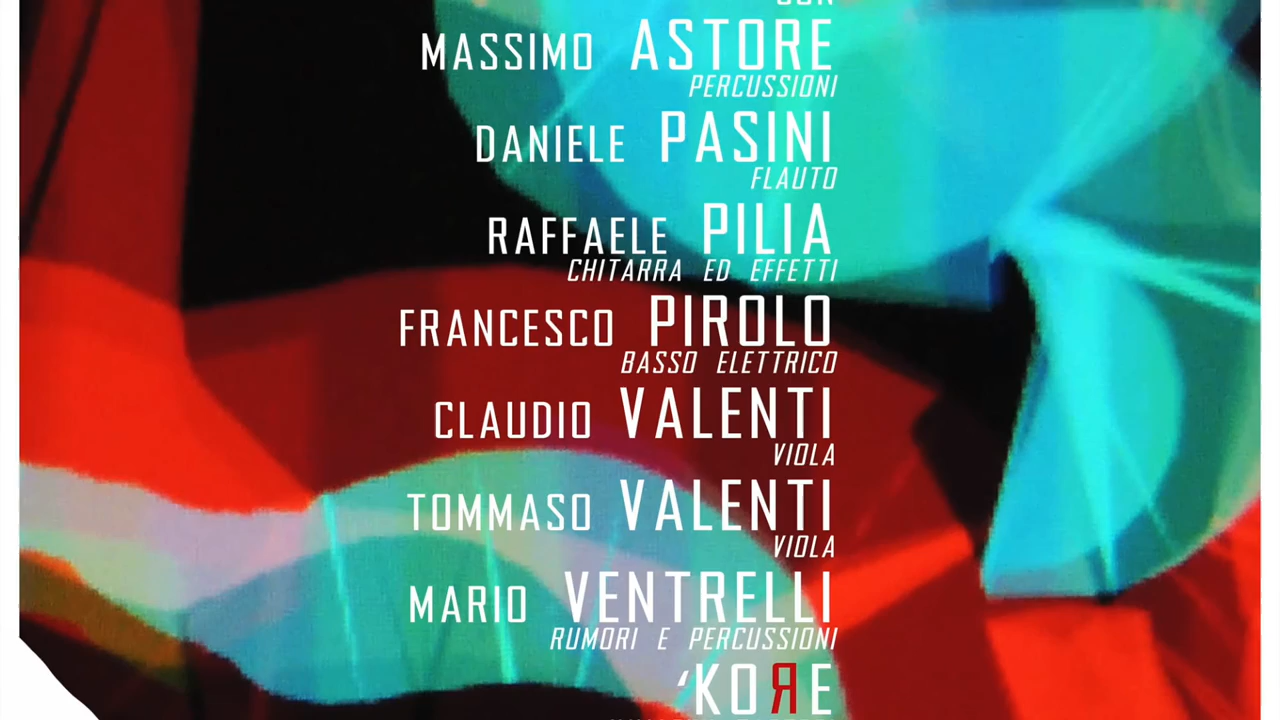 CON
MASSIMO ASTORE
PERCUSSIONI
DANIELE PASINI
FLAUTO
RAFFAELE PILIA
CHITARRA ED EFFETTI
FRANCESCO PIROLO
BASSO ELETTRICO
CLAUDIO VALENTI
VIOLA
TOMMASO VALENTI
VIOLA
MARIO VENTRELLI
RUMORI E PERCUSSIONI
'KOЯE